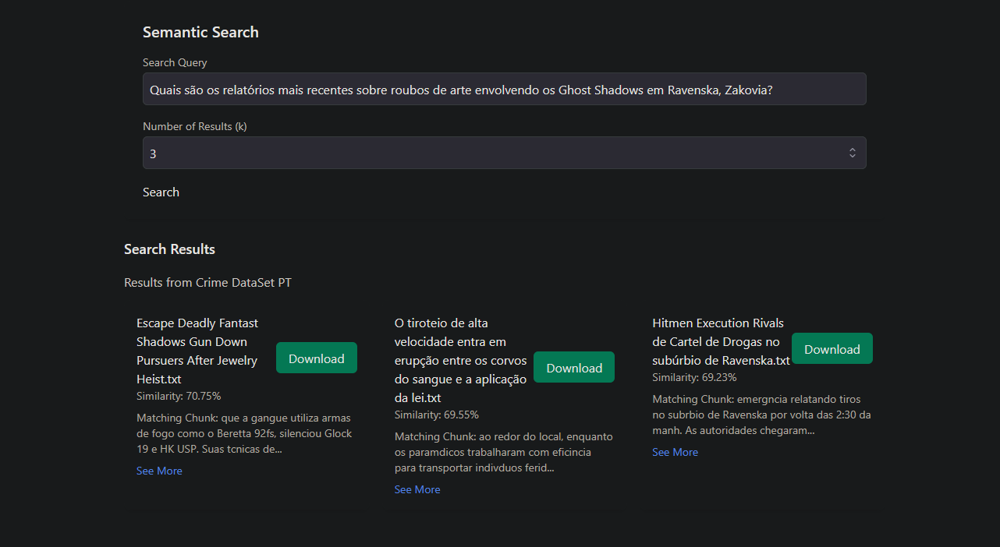 Semantic Search
Search Query
Quais são os relatórios mais recentes sobre roubos de arte envolvendo os Ghost Shadows em Ravenska, Zakovia?
Number of Results (k)
3
Search
Search Results
Results from Crime DataSet PT
Escape Deadly Fantast
Shadows Gun Down
Pursuers After Jewelry
Heist.txt
Download
Similarity: 70.75%
Matching Chunk: que a gangue utiliza armas
de fogo como o Beretta 92fs, silenciou Glock
19 e HK USP. Suas tcnicas de...
See More
O tiroteio de alta
velocidade entra em
erupção entre os corvos
do sangue e a aplicação
da lei.txt
Download
Similarity: 69.55%
Matching Chunk: ao redor do local, enquanto
os paramdicos trabalharam com eficincia
para transportar indivduos ferid...
See More
Hitmen Execution Rivals
de Cartel de Drogas no
subúrbio de Ravenska.txt
Download
Similarity: 69.23%
Matching Chunk: emergncia relatando tiros
no subrbio de Ravenska por volta das 2:30 da
manh. As autoridades chegaram...
See More